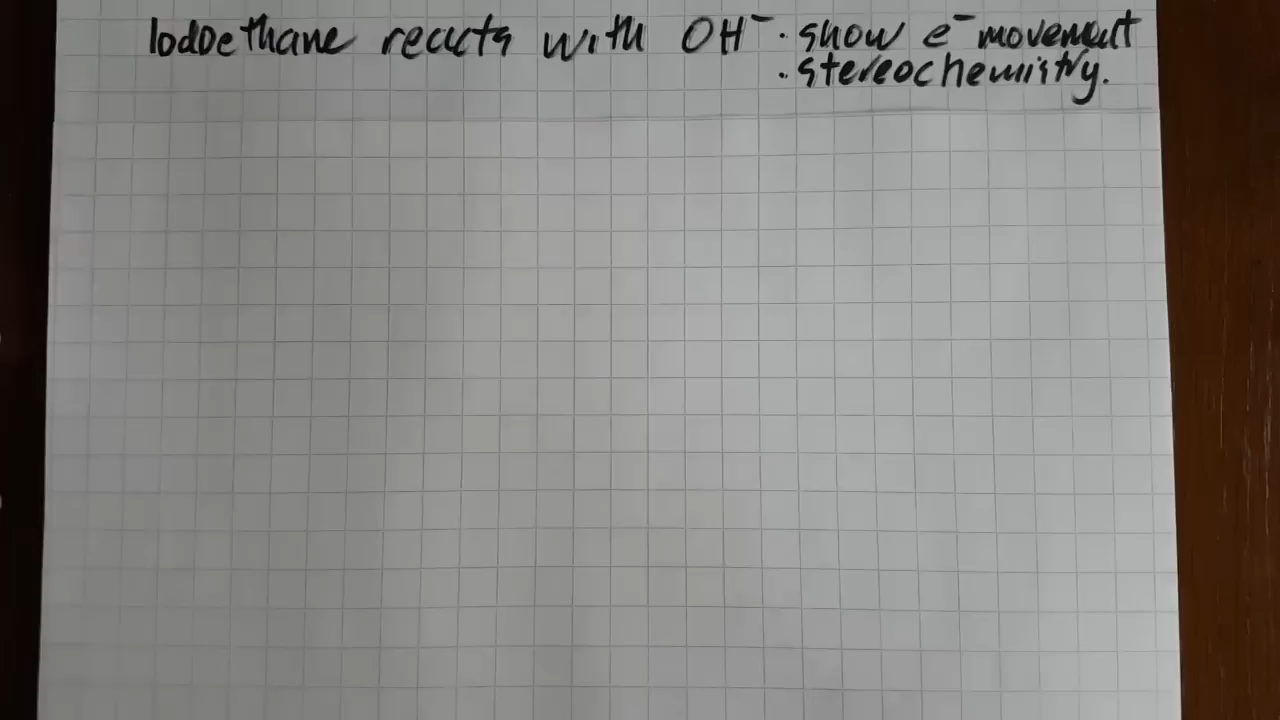 Iodoethane reacts with OH⁻ · show e⁻ movement
· stereochemistry.